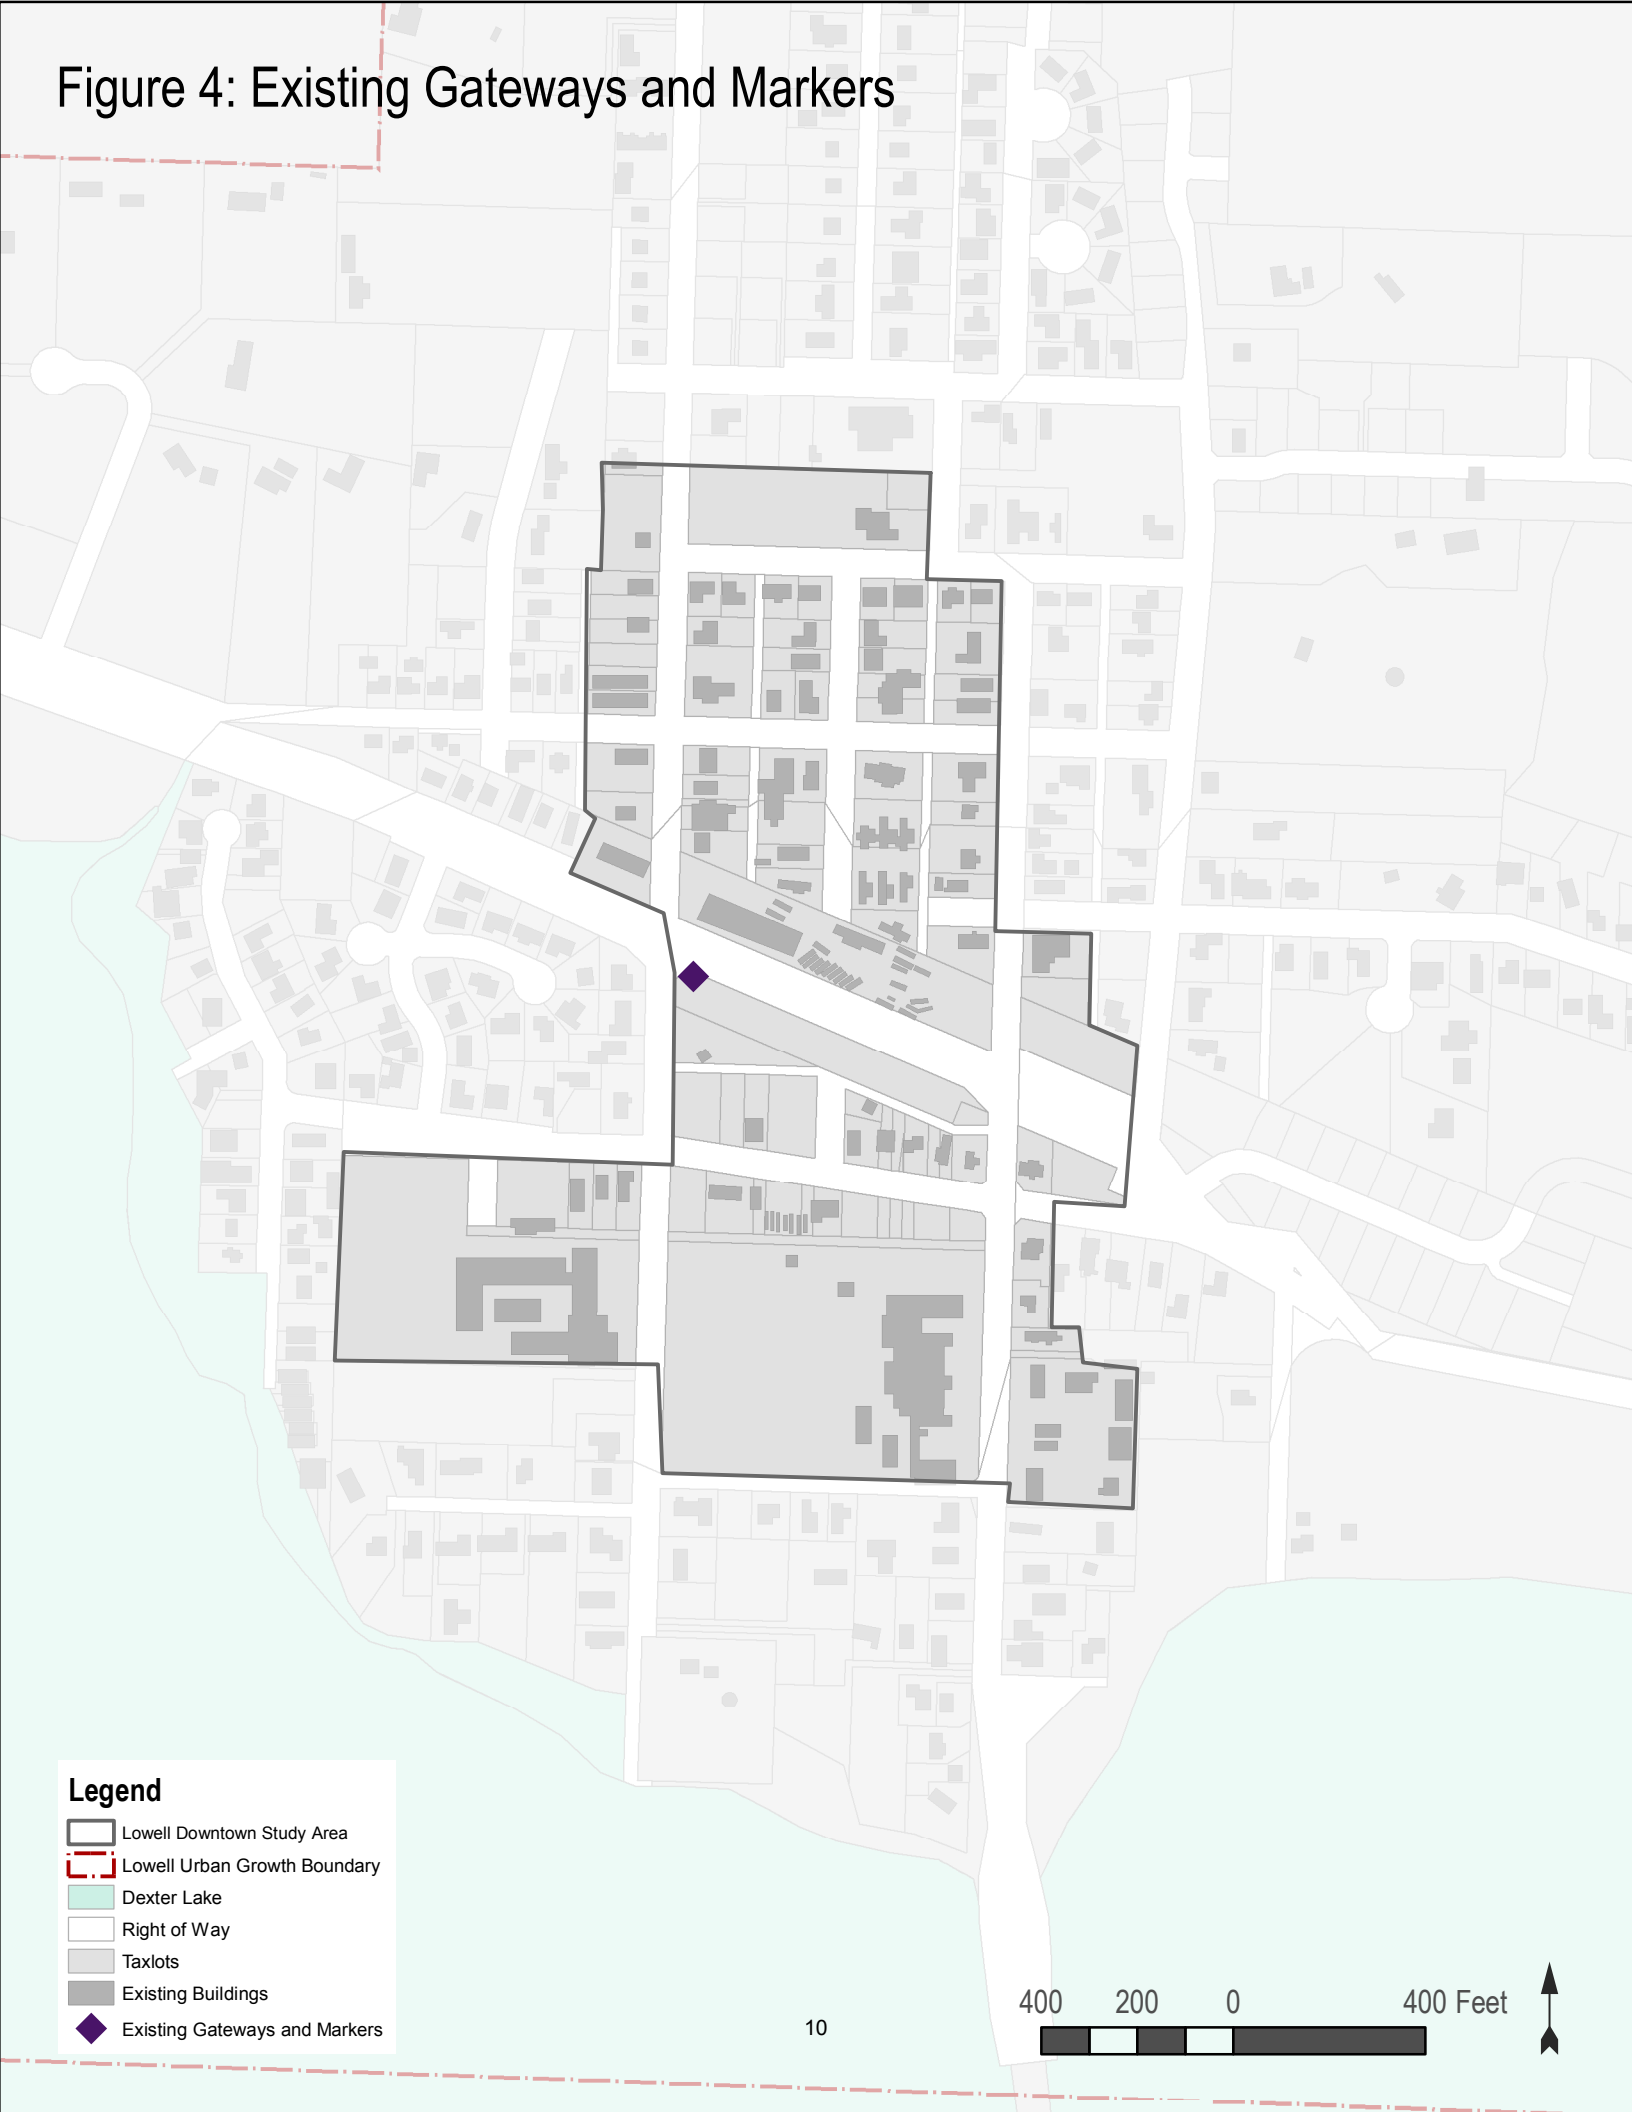 Figure 4: Existing Gateways and Markers
Legend
Lowell Downtown Study Area
Lowell Urban Growth Boundary
Dexter Lake
Right of Way
Taxlots
Existing Buildings
Existing Gateways and Markers
10
400 200 0 400 Feet